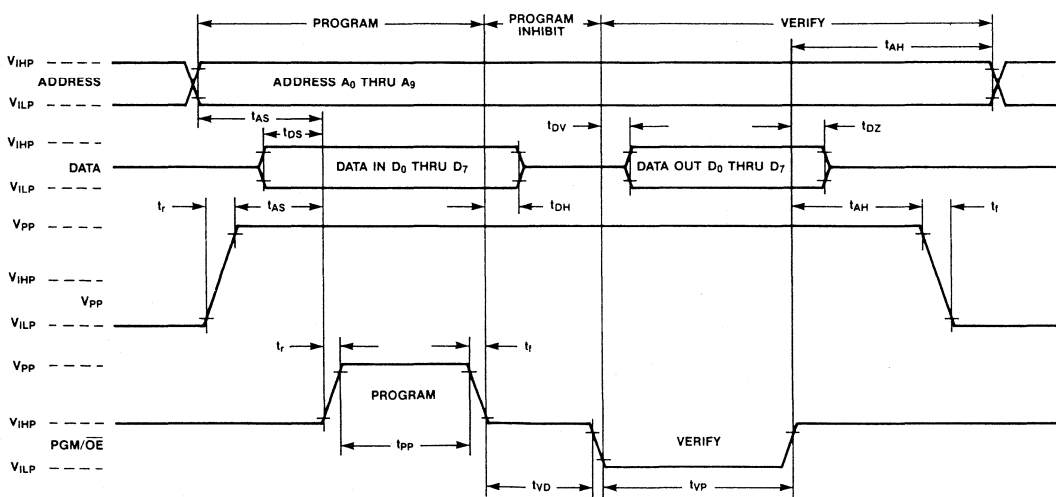 PROGRAM
PROGRAM INHIBIT
VERIFY
tAH
VIHP
ADDRESS
ADDRESS A0 THRU A9
VILP
tAS
tDS
tDV
tDZ
VIHP
DATA
DATA IN D0 THRU D7
DATA OUT D0 THRU D7
VILP
tr
tAS
tDH
tAH
tf
VPP
VIHP
VPP
VILP
tr
tf
VPP
PROGRAM
VIHP
PGM/OE
tPP
VERIFY
VILP
tVD
tVP